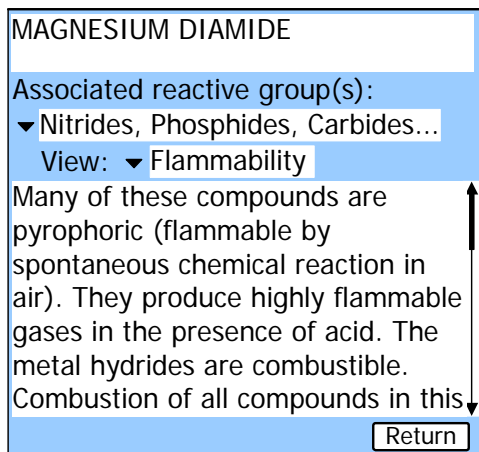 MAGNESIUM DIAMIDE
Associated reactive group(s):
Nitrides, Phosphides, Carbides...
View: Flammability
Many of these compounds are
pyrophoric (flammable by
spontaneous chemical reaction in
air). They produce highly flammable
gases in the presence of acid. The
metal hydrides are combustible.
Combustion of all compounds in this
Return